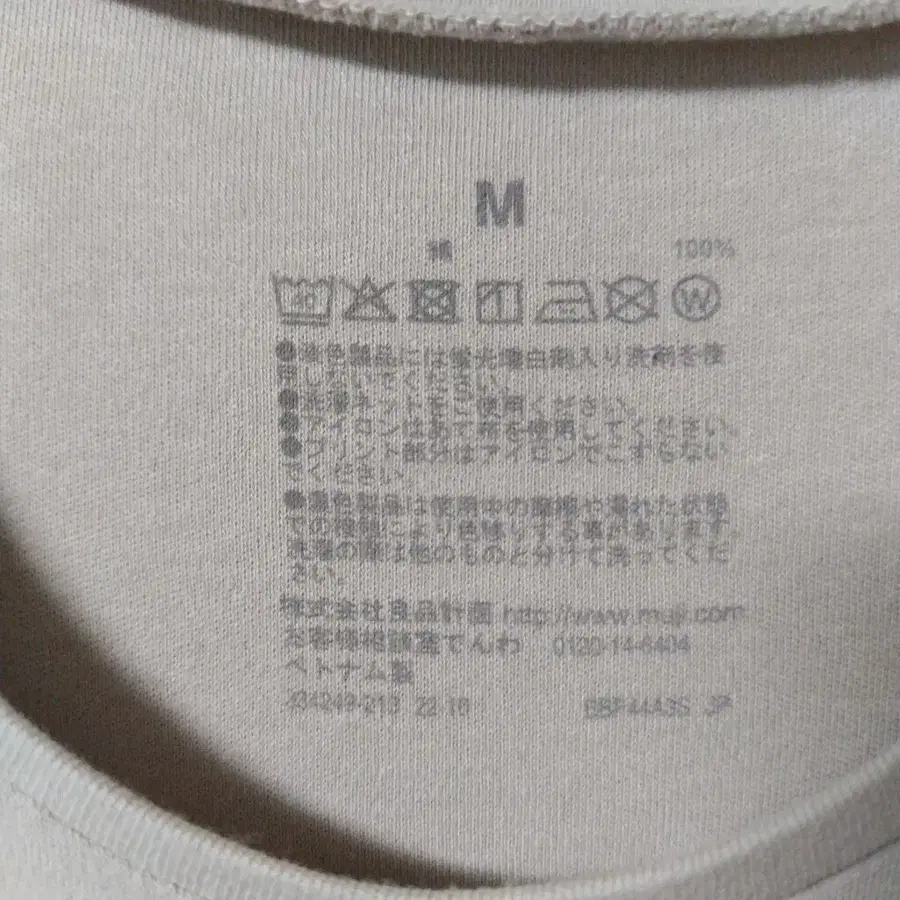 M
綿 100%
40 W
●淡色製品には蛍光増白剤入り洗剤を使
用しないでください。
●洗濯ネットをご使用ください。
●アイロンはあて布を使用してください。
●プリント部分はアイロンでこすらない
でください。
●濃色製品は使用中の摩擦や濡れた状態
での摩擦により色移りする事があります。
洗濯の際は他のものと分けて洗ってくだ
さい。
株式会社良品計画 http://www.muji.com
お客様相談室でんわ 0120-14-6404
ベトナム製
22-10 JP